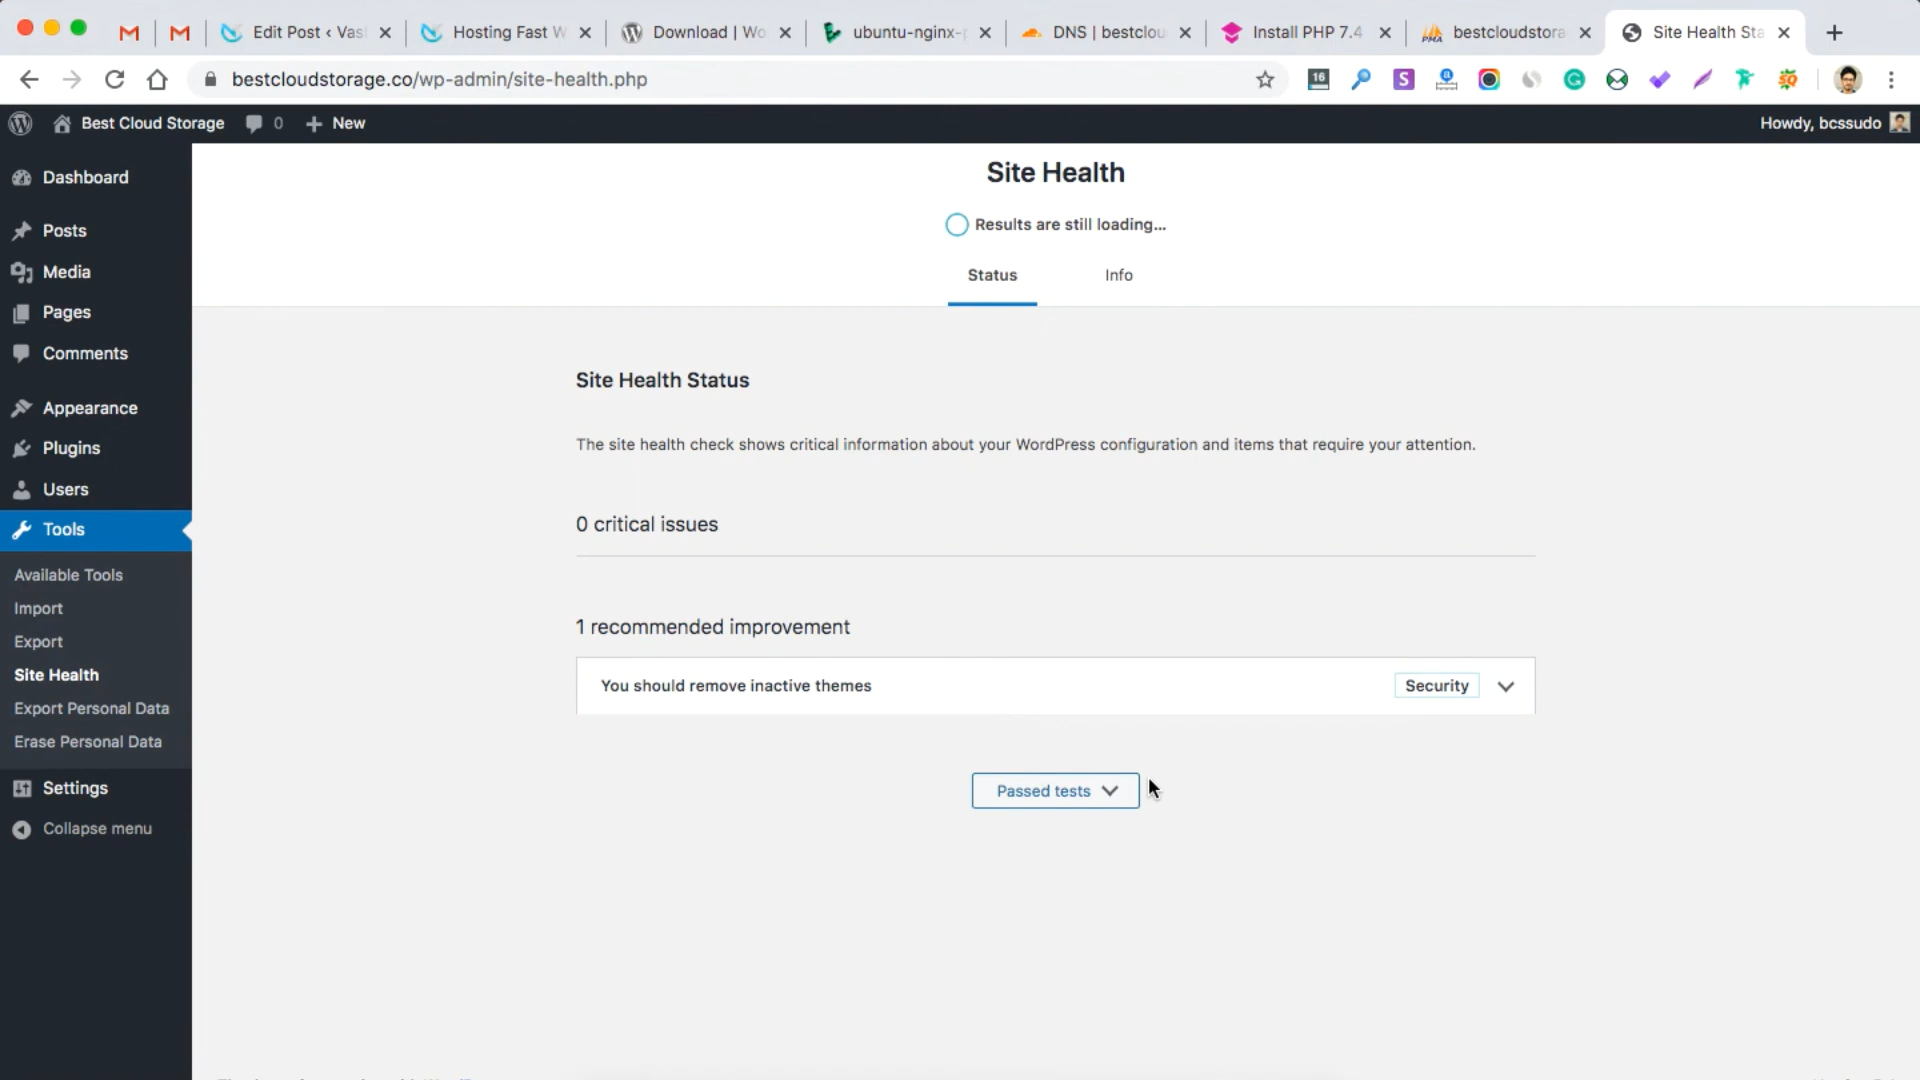 Edit Post ‹ Vas
Hosting Fast W
Download | Wo
ubuntu-nginx-p
DNS | bestclou
Install PHP 7.4
PMA
bestcloudstora
Site Health Sta
bestcloudstorage.co/wp-admin/site-health.php
16
S
SQ
Best Cloud Storage
0
New
Howdy, bcssudo
Dashboard
Posts
Media
Pages
Comments
Appearance
Plugins
Users
Tools
Available Tools
Import
Export
Site Health
Export Personal Data
Erase Personal Data
Settings
Collapse menu
Site Health
Results are still loading...
Status
Info
Site Health Status
The site health check shows critical information about your WordPress configuration and items that require your attention.
0 critical issues
1 recommended improvement
You should remove inactive themes
Security
Passed tests